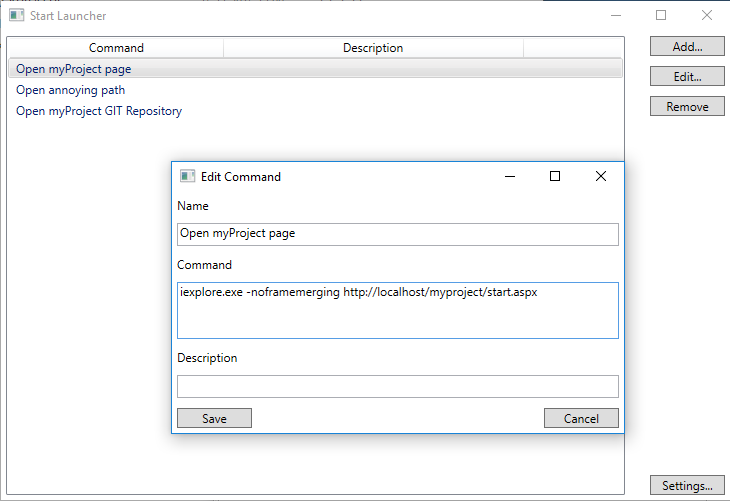 Start Launcher
Command Description
Add...
Open myProject page
Open annoying path
Edit...
Open myProject GIT Repository
Remove
Edit Command
Name
Open myProject page
Command
iexplore.exe -noframemerging http://localhost/myproject/start.aspx
Description
Save Cancel
Settings...